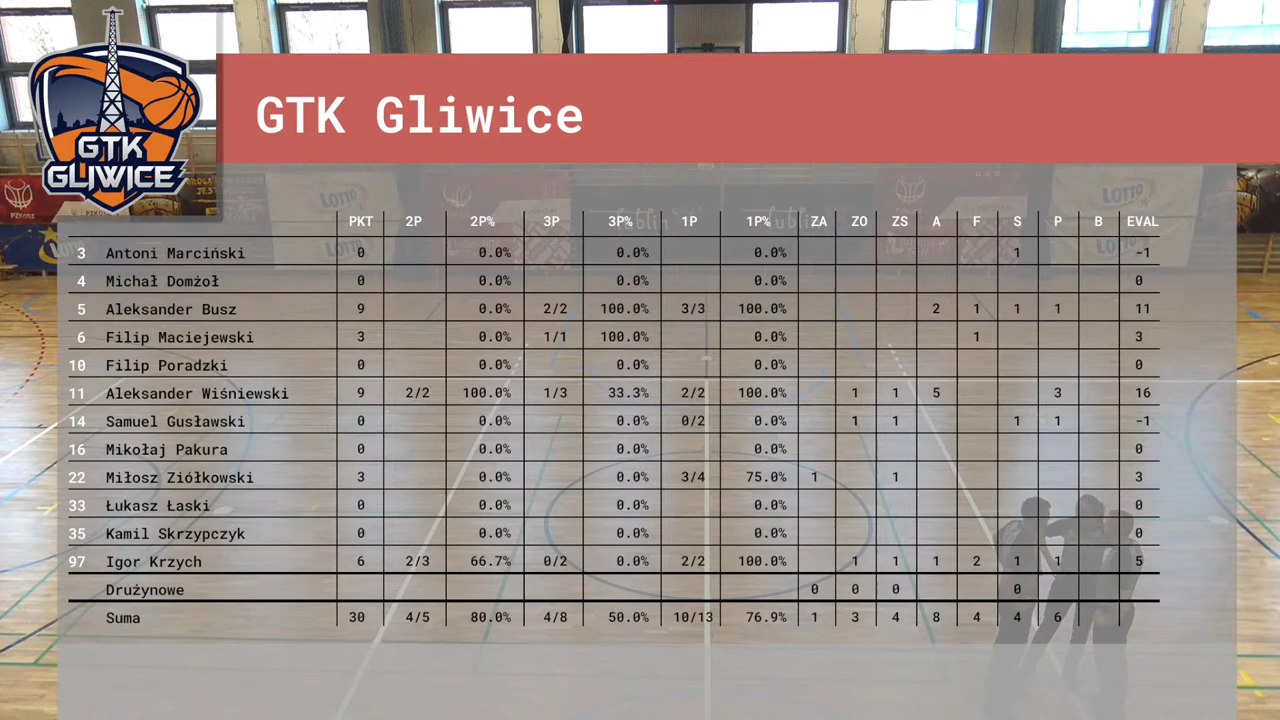 GTK
GLIWICE
GTK Gliwice
PKT 2P 2P% 3P 3P% 1P 1P% ZA ZO ZS A F S P B EVAL
3 Antoni Marciński 0 0.0% 0.0% 0.0% 1 -1
4 Michał Domżoł 0 0.0% 0.0% 0.0% 0
5 Aleksander Busz 9 0.0% 2/2 100.0% 3/3 100.0% 2 1 1 1 11
6 Filip Maciejewski 3 0.0% 1/1 100.0% 0.0% 1 3
10 Filip Poradzki 0 0.0% 0.0% 0.0% 0
11 Aleksander Wiśniewski 9 2/2 100.0% 1/3 33.3% 2/2 100.0% 1 1 5 3 16
14 Samuel Gusławski 0 0.0% 0.0% 0/2 0.0% 1 1 1 1 -1
16 Mikołaj Pakura 0 0.0% 0.0% 0.0% 0
22 Miłosz Ziółkowski 3 0.0% 0.0% 3/4 75.0% 1 1 3
33 Łukasz Łaski 0 0.0% 0.0% 0.0% 0
35 Kamil Skrzypczyk 0 0.0% 0.0% 0.0% 0
97 Igor Krzych 6 2/3 66.7% 0/2 0.0% 2/2 100.0% 1 1 1 2 1 1 5
Drużynowe 0 0 0 0
Suma 30 4/5 80.0% 4/8 50.0% 10/13 76.9% 1 3 4 8 4 4 6
LOTTO
LOTTO
LOTTO